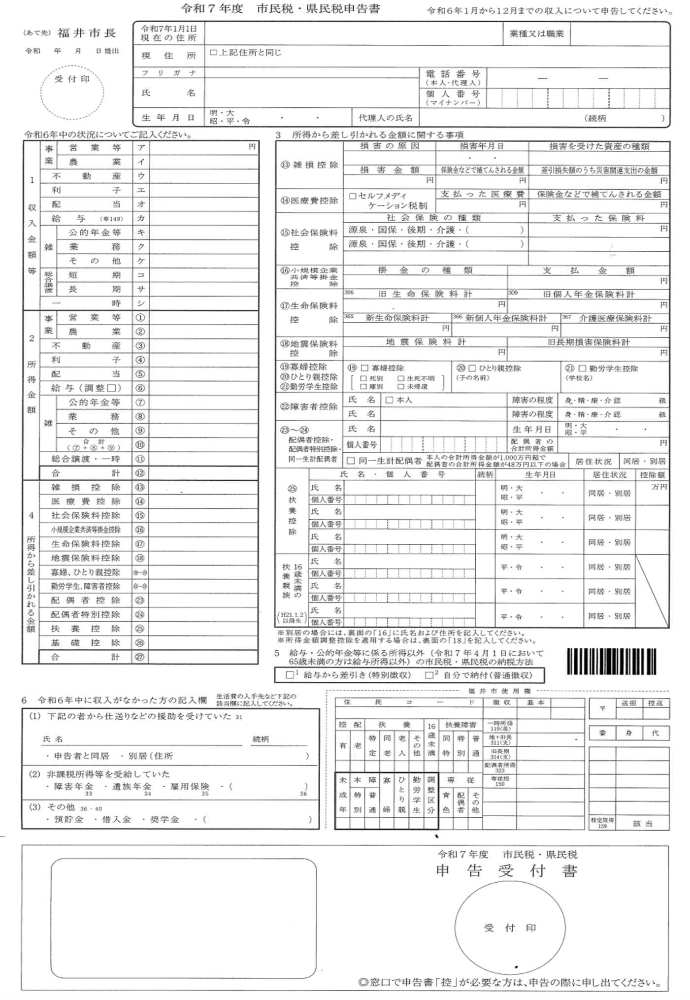 令和７年度　市民税・県民税申告書
令和6年1月から12月までの収入について申告してください。
(あて先) 福井市長
令和　年　月　日提出
受付印
令和7年1月1日
現在の住所
業種又は職業
現住所
□上記住所と同じ
フリガナ
氏名
電話番号
(本人・代理人)
―　―
個人番号
(マイナンバー)
生年月日
明・大
昭・平・令
・　・
代理人の氏名
(続柄　)
令和6年中の状況についてご記入ください。
1 収入金額等
事業 営業等 ア 円
農業 イ
不動産 ウ
利子 エ
配当 オ
給与 (専149) カ
雑 公的年金等 キ
業務 ク
その他 ケ
総合譲渡 短期 コ
長期 サ
一時 シ
2 所得金額
事業 営業等 ①
農業 ②
不動産 ③
利子 ④
配当 ⑤
給与(調整□) ⑥
雑 公的年金等 ⑦
業務 ⑧
その他 ⑨
合計
(⑦+⑧+⑨) ⑩
総合譲渡・一時 ⑪
合計 ⑫
4 所得から差し引かれる金額
雑損控除 ⑬
医療費控除 ⑭
社会保険料控除 ⑮
小規模企業共済等掛金控除 ⑯
生命保険料控除 ⑰
地震保険料控除 ⑱
寡婦、ひとり親控除 ⑲~⑳
勤労学生、障害者控除 ㉑~㉒
配偶者控除 ㉓
配偶者特別控除 ㉔
扶養控除 ㉕
基礎控除 ㉖
合計 ㉗
3　所得から差し引かれる金額に関する事項
⑬雑損控除
損害の原因 損害年月日 損害を受けた資産の種類
・　・
損害金額 保険金などで補てんされる金額 差引損失額のうち災害関連支出の金額
円 円 円
⑭医療費控除
□セルフメディ
ケーション税制
支払った医療費 保険金などで補てんされる金額
円 円
⑮社会保険料
控除
社会保険の種類 支払った保険料
源泉・国保・後期・介護・(　) 円
源泉・国保・後期・介護・(　)
⑯小規模企業
共済等掛金
控除
掛金の種類 支払金額
円
⑰生命保険料
控除
306 旧生命保険料計 309 旧個人年金保険料計
円 円
365 新生命保険料計 366 新個人年金保険料計 367 介護医療保険料計
円 円 円
⑱地震保険料
控除
地震保険料計 旧長期損害保険料計
円 円
⑲寡婦控除
⑳ひとり親控除
㉑勤労学生控除
⑲ □ 寡婦控除
□ 死別 □ 生死不明
□ 離別 □ 未帰還
⑳ □ ひとり親控除
(子の名前)
㉑ □ 勤労学生控除
(学校名)
㉒障害者控除
氏名 □ 本人 障害の程度 身・精・療・介認 級
氏名 障害の程度 身・精・療・介認 級
㉓～㉔
配偶者控除・
配偶者特別控除・
同一生計配偶者
氏名 生年月日 明・大
昭・平 ・　・
個人番号 配偶者の
合計所得金額 円
□ 同一生計配偶者 本人の合計所得金額が1,000万円超で
配偶者の合計所得金額が48万円以下の場合
居住状況 同居・別居
氏名・個人番号 続柄 生年月日 居住状況 控除額
㉕扶養控除
氏名 明・大 昭・平 ・　・ 同居・別居 万円
個人番号
氏名 明・大 昭・平 ・　・ 同居・別居
個人番号
氏名 明・大 昭・平 ・　・ 同居・別居
個人番号
16歳未満の扶養親族
(H21.1.2以降生)
氏名 平・令 ・　・ 同居・別居
個人番号
氏名 平・令 ・　・ 同居・別居
個人番号
氏名 平・令 ・　・ 同居・別居
個人番号
※別居の場合には、裏面の「16」に氏名および住所を記入してください。
※所得金額調整控除を適用する場合は、裏面の「18」を記入してください。
5　給与・公的年金等に係る所得以外（令和７年４月１日において
65歳未満の方は給与所得以外）の市民税・県民税の納税方法
□1 給与から差引き(特別徴収)　□2 自分で納付(普通徴収)
6　令和6年中に収入がなかった方の記入欄
生活費の入手先など下記の
該当欄に記入してください。
(1) 下記の者から仕送りなどの援助を受けていた 31
氏名 続柄
・申告者と同居　・別居(住所　)
(2) 非課税所得等を受給していた
・障害年金　・遺族年金　・雇用保険　・(　)
33 34 35 36
(3) その他 36・40
・預貯金　・借入金　・奨学金　・(　)
福井市使用欄
住民コード 徴収 基本
控配 扶養 16歳未満 扶養障害
有 老 特定 同老 老人 その他 同特 特別 普通
一時所得
119(差)
地+旧長
311(支)
旧長期
314(支)
配偶者所得
323
専従控
150
未成年 本障 特別 普通 寡婦 ひとり親 勤労学生 調整区分 専従
青色 配偶者 その他
〒 送担 控返
番 身 代
特定取得
159
該当
令和７年度　市民税・県民税
申告受付書
受付印
◎窓口で申告書「控」が必要な方は、申告の際に申し出てください。